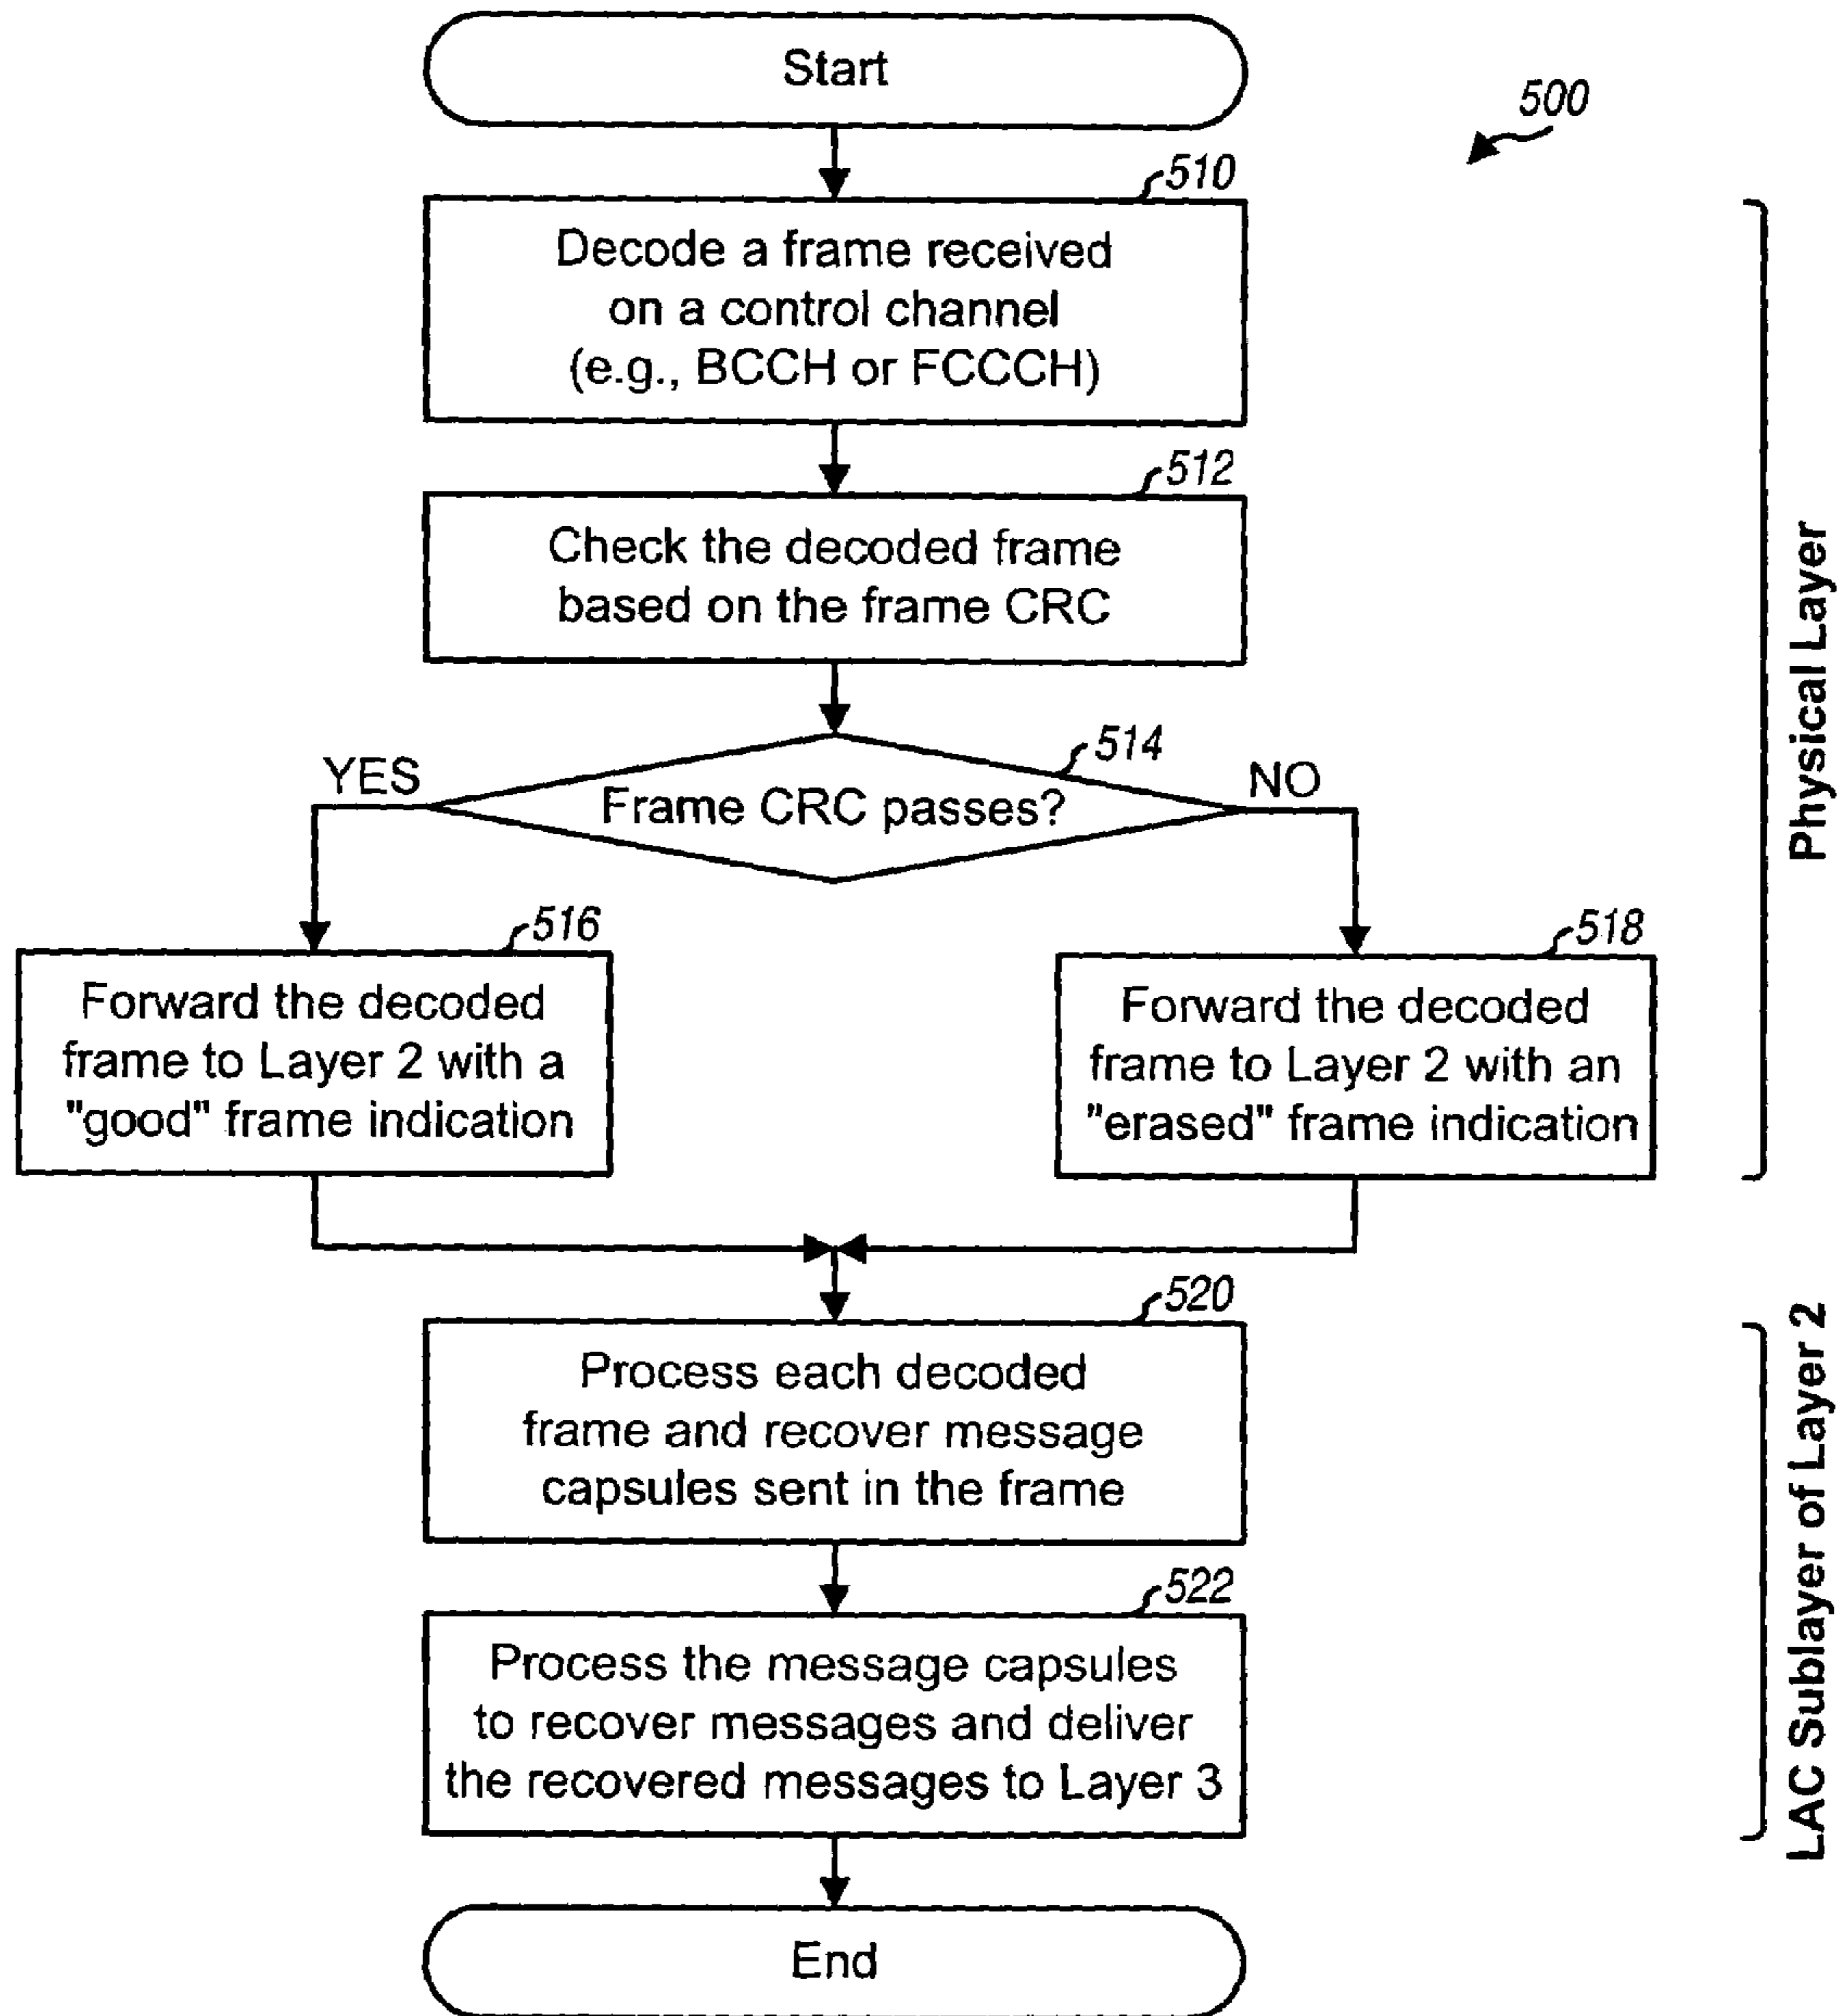 Start
500
510
Decode a frame received
on a control channel
(e.g., BCCH or FCCCH)
512
Check the decoded frame
based on the frame CRC
514
YES
Frame CRC passes?
NO
516
Forward the decoded
frame to Layer 2 with a
"good" frame indication
518
Forward the decoded
frame to Layer 2 with an
"erased" frame indication
Physical Layer
520
Process each decoded
frame and recover message
capsules sent in the frame
522
Process the message capsules
to recover messages and deliver
the recovered messages to Layer 3
LAC Sublayer of Layer 2
End